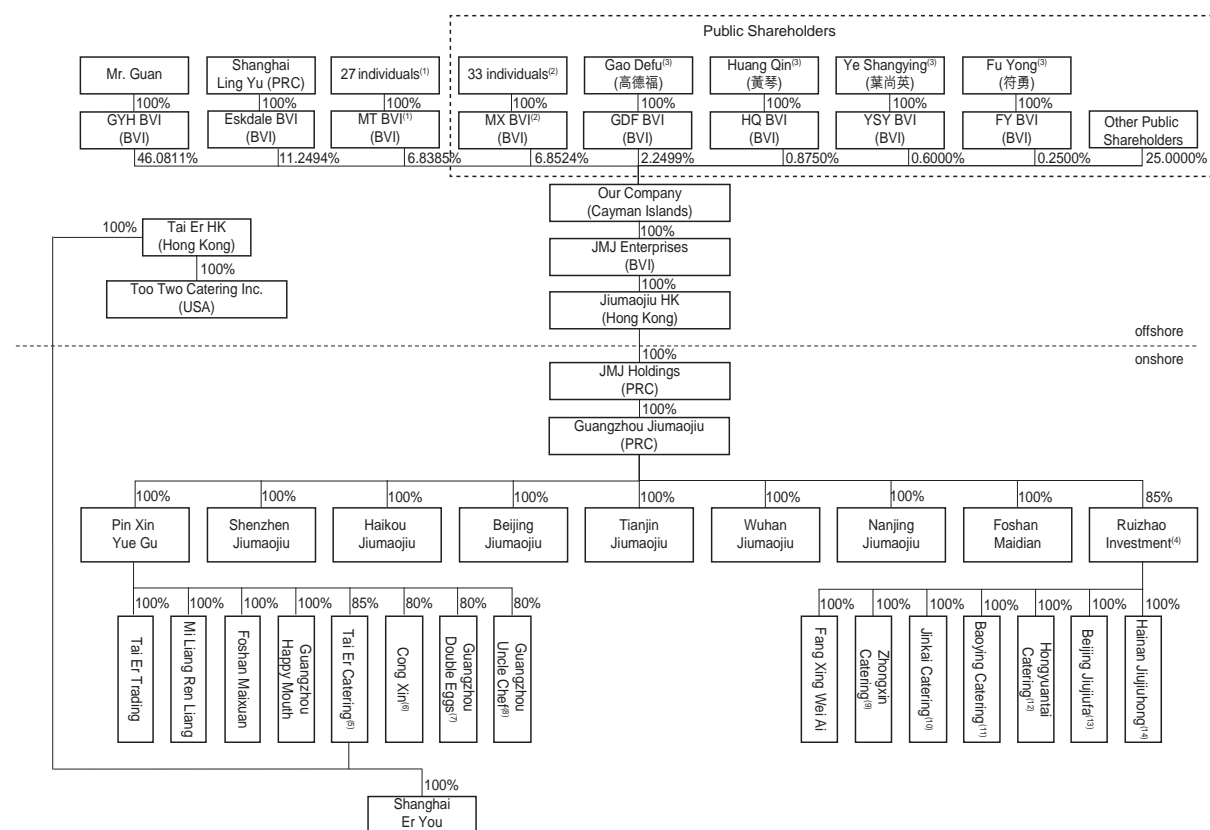 Public Shareholders
Mr. Guan
Shanghai
Ling Yu (PRC)
27 individuals(1)
33 individuals(2)
Gao Defu(3)
(高德福)
Huang Qin(3)
(黃琴)
Ye Shangying(3)
(葉尚英)
Fu Yong(3)
(符勇)
100%
100%
100%
100%
100%
100%
100%
100%
GYH BVI
(BVI)
Eskdale BVI
(BVI)
MT BVI(1)
(BVI)
MX BVI(2)
(BVI)
GDF BVI
(BVI)
HQ BVI
(BVI)
YSY BVI
(BVI)
FY BVI
(BVI)
Other Public
Shareholders
46.0811%
11.2494%
6.8385%
6.8524%
2.2499%
0.8750%
0.6000%
0.2500%
25.0000%
Our Company
(Cayman Islands)
100%
JMJ Enterprises
(BVI)
100%
Jiumaojiu HK
(Hong Kong)
100%
Tai Er HK
(Hong Kong)
100%
Too Two Catering Inc.
(USA)
offshore
onshore
100%
JMJ Holdings
(PRC)
100%
Guangzhou Jiumaojiu
(PRC)
100%
100%
100%
100%
100%
100%
100%
100%
85%
Pin Xin
Yue Gu
Shenzhen
Jiumaojiu
Haikou
Jiumaojiu
Beijing
Jiumaojiu
Tianjin
Jiumaojiu
Wuhan
Jiumaojiu
Nanjing
Jiumaojiu
Foshan
Maidian
Ruizhao
Investment(4)
100%
100%
100%
100%
85%
80%
80%
80%
Tai Er Trading
Mi Liang Ren Liang
Foshan Maixuan
Guangzhou
Happy Mouth
Tai Er Catering(5)
Cong Xin(6)
Guangzhou
Double Eggs(7)
Guangzhou
Uncle Chef(8)
100%
100%
100%
100%
100%
100%
100%
Fang Xing Wei Ai
Zhongxin
Catering(9)
Jinkai Catering(10)
Baoying Catering(11)
Hongyuantai
Catering(12)
Beijing Jiujiufa(13)
Hainan Jiujiuhong(14)
100%
Shanghai
Er You